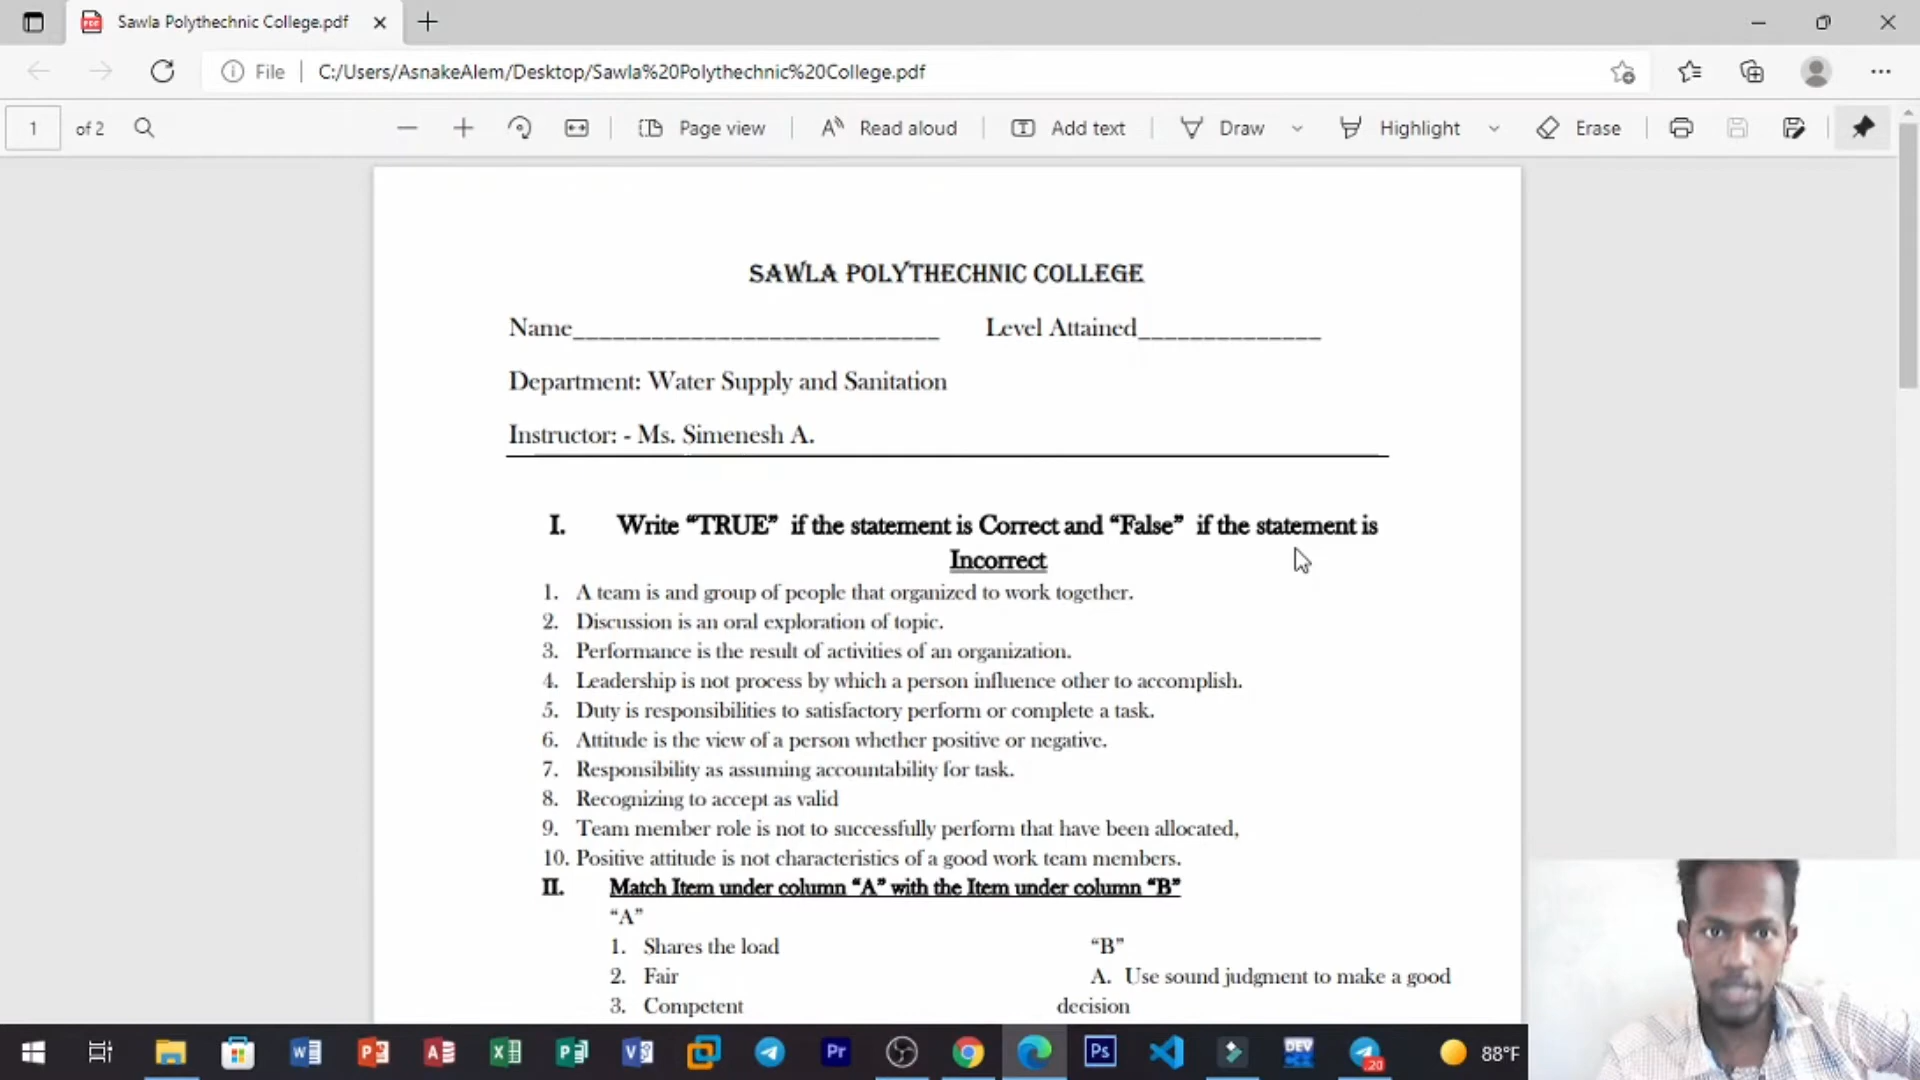 Sawla Polythechnic College.pdf
File
C:/Users/AsnakeAlem/Desktop/Sawla%20Polythechnic%20College.pdf
1 of 2
Page view
Read aloud
Add text
Draw
Highlight
Erase
SAWLA POLYTHECHNIC COLLEGE
Name____________________________ Level Attained______________
Department: Water Supply and Sanitation
Instructor: - Ms. Simenesh A.
I. Write “TRUE” if the statement is Correct and “False” if the statement is
Incorrect
1. A team is and group of people that organized to work together.
2. Discussion is an oral exploration of topic.
3. Performance is the result of activities of an organization.
4. Leadership is not process by which a person influence other to accomplish.
5. Duty is responsibilities to satisfactory perform or complete a task.
6. Attitude is the view of a person whether positive or negative.
7. Responsibility as assuming accountability for task.
8. Recognizing to accept as valid
9. Team member role is not to successfully perform that have been allocated,
10. Positive attitude is not characteristics of a good work team members.
II. Match Item under column “A” with the Item under column “B”
“A”
1. Shares the load “B”
2. Fair A. Use sound judgment to make a good
3. Competent decision
Pr
Ps
DEV
20
88°F